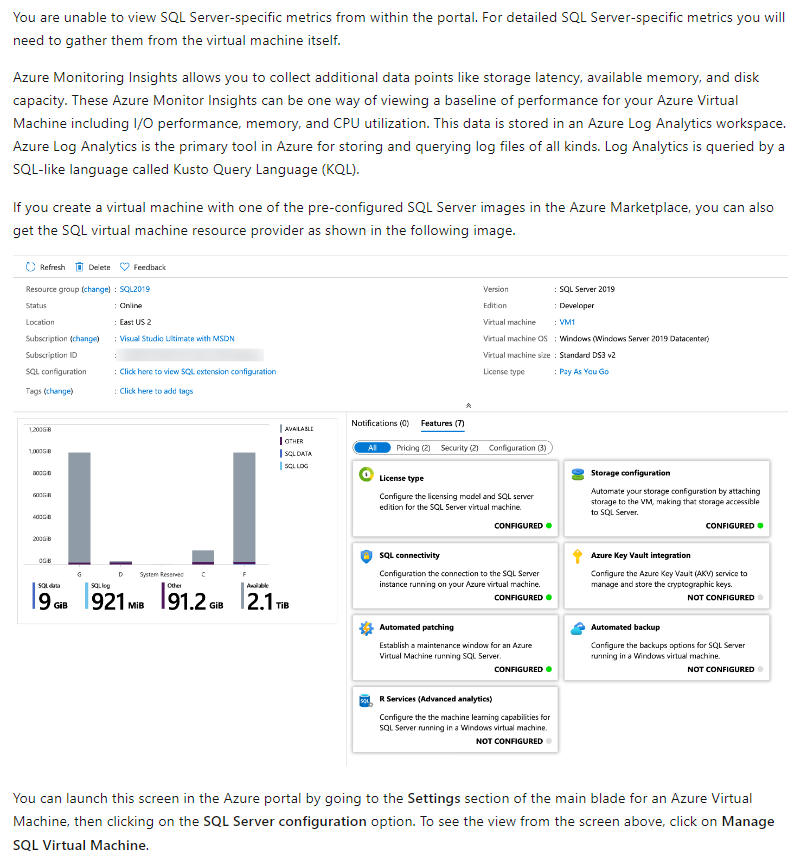 You are unable to view SQL Server-specific metrics from within the portal. For detailed SQL Server-specific metrics you will
need to gather them from the virtual machine itself.
Azure Monitoring Insights allows you to collect additional data points like storage latency, available memory, and disk
capacity. These Azure Monitor Insights can be one way of viewing a baseline of performance for your Azure Virtual
Machine including I/O performance, memory, and CPU utilization. This data is stored in an Azure Log Analytics workspace.
Azure Log Analytics is the primary tool in Azure for storing and querying log files of all kinds. Log Analytics is queried by a
SQL-like language called Kusto Query Language (KQL).
If you create a virtual machine with one of the pre-configured SQL Server images in the Azure Marketplace, you can also
get the SQL virtual machine resource provider as shown in the following image.
Refresh Delete Feedback
Resource group (change) : SQL2019
Status : Online
Location : East US 2
Subscription (change) : Visual Studio Ultimate with MSDN
Subscription ID :
SQL configuration : Click here to view SQL extension configuration
Tags (change) : Click here to add tags
Version : SQL Server 2019
Edition : Developer
Virtual machine : VM1
Virtual machine OS : Windows (Windows Server 2019 Datacenter)
Virtual machine size : Standard DS3 v2
License type : Pay As You Go
1,200GiB
1,000GiB
800GiB
600GiB
400GiB
200GiB
0GiB
G D System Reserved C F
AVAILABLE
OTHER
SQL DATA
SQL LOG
SQL data
9 GiB
SQL log
921 MiB
Other
91.2 GiB
Available
2.1 TiB
Notifications (0) Features (7)
All Pricing (2) Security (2) Configuration (3)
License type
Configure the licensing model and SQL server
edition for the SQL Server virtual machine.
CONFIGURED
Storage configuration
Automate your storage configuration by attaching
storage to the VM, making that storage accessible
to SQL Server.
CONFIGURED
SQL connectivity
Configuration the connection to the SQL Server
instance running on your Azure virtual machine.
CONFIGURED
Azure Key Vault integration
Configure the Azure Key Vault (AKV) service to
manage and store the cryptographic keys.
NOT CONFIGURED
Automated patching
Establish a maintenance window for an Azure
Virtual Machine running SQL Server.
CONFIGURED
Automated backup
Configure the backups options for SQL Server
running in a Windows virtual machine.
NOT CONFIGURED
SQL
R Services (Advanced analytics)
Configure the the machine learning capabilities for
SQL Server running in a Windows virtual machine.
NOT CONFIGURED
You can launch this screen in the Azure portal by going to the Settings section of the main blade for an Azure Virtual
Machine, then clicking on the SQL Server configuration option. To see the view from the screen above, click on Manage
SQL Virtual Machine.